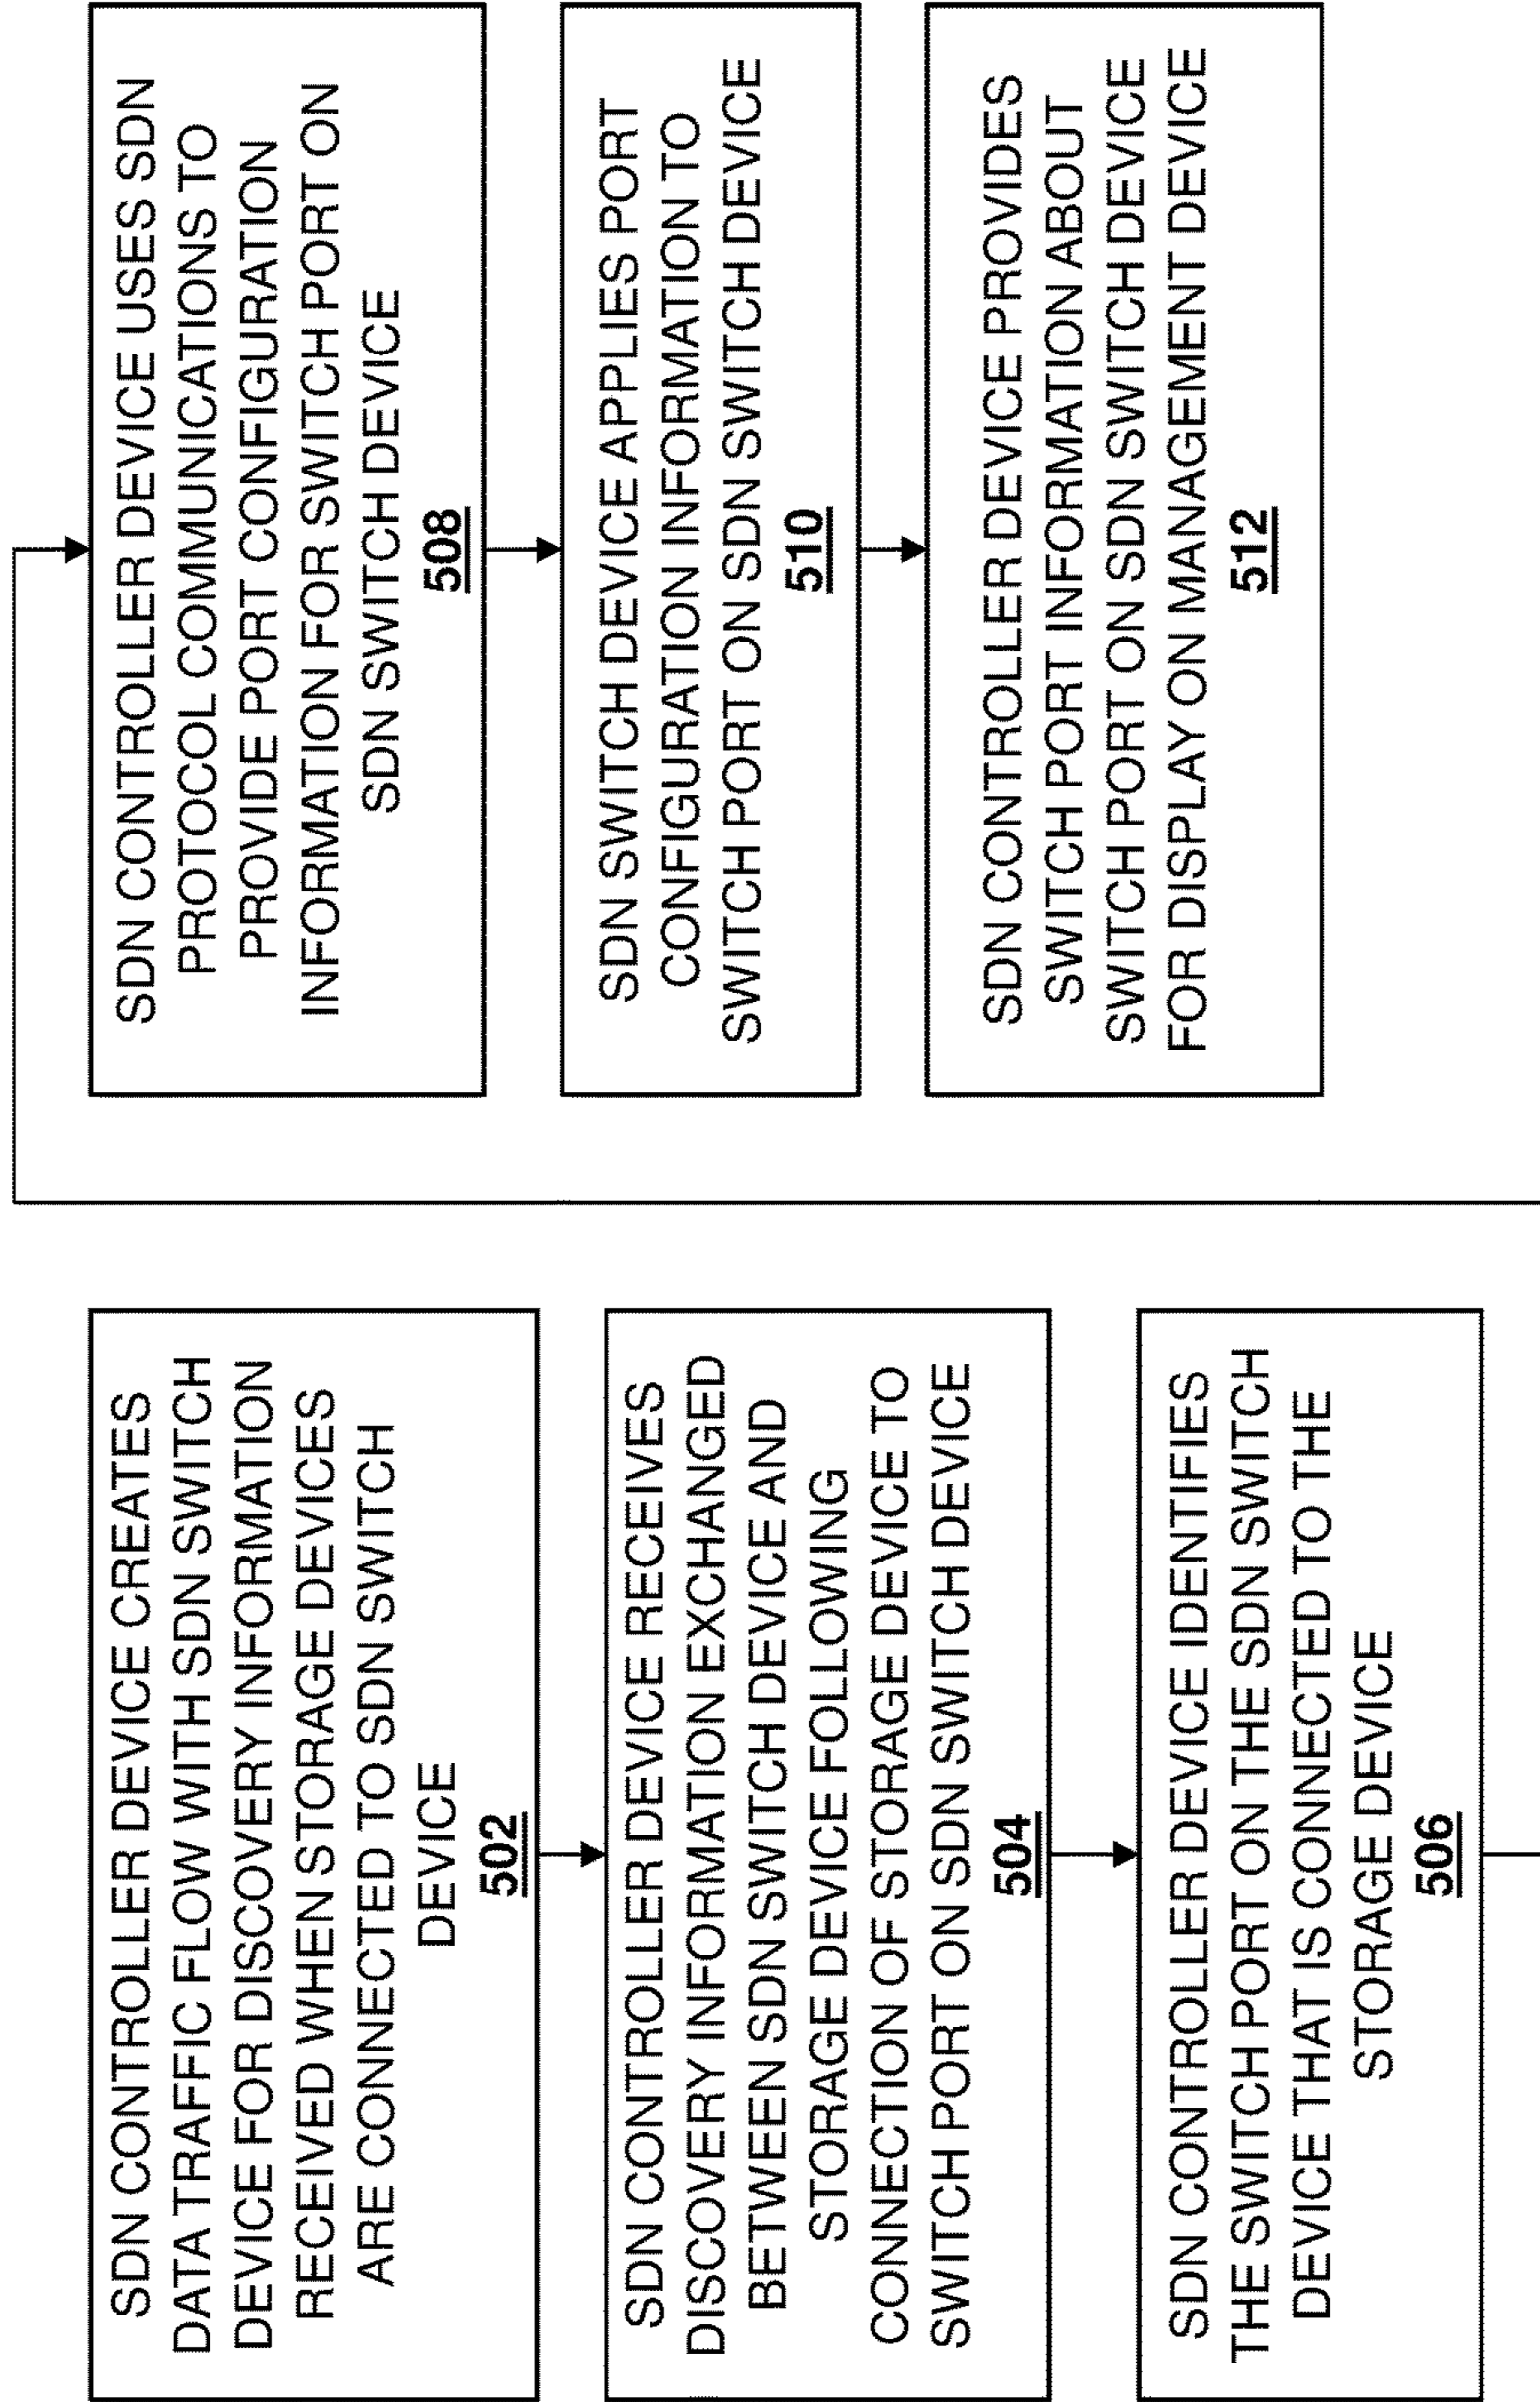 SDN CONTROLLER DEVICE CREATES
DATA TRAFFIC FLOW WITH SDN SWITCH
DEVICE FOR DISCOVERY INFORMATION
RECEIVED WHEN STORAGE DEVICES
ARE CONNECTED TO SDN SWITCH
DEVICE
502
SDN CONTROLLER DEVICE RECEIVES
DISCOVERY INFORMATION EXCHANGED
BETWEEN SDN SWITCH DEVICE AND
STORAGE DEVICE FOLLOWING
CONNECTION OF STORAGE DEVICE TO
SWITCH PORT ON SDN SWITCH DEVICE
504
SDN CONTROLLER DEVICE IDENTIFIES
THE SWITCH PORT ON THE SDN SWITCH
DEVICE THAT IS CONNECTED TO THE
STORAGE DEVICE
506
SDN CONTROLLER DEVICE USES SDN
PROTOCOL COMMUNICATIONS TO
PROVIDE PORT CONFIGURATION
INFORMATION FOR SWITCH PORT ON
SDN SWITCH DEVICE
508
SDN SWITCH DEVICE APPLIES PORT
CONFIGURATION INFORMATION TO
SWITCH PORT ON SDN SWITCH DEVICE
510
SDN CONTROLLER DEVICE PROVIDES
SWITCH PORT INFORMATION ABOUT
SWITCH PORT ON SDN SWITCH DEVICE
FOR DISPLAY ON MANAGEMENT DEVICE
512